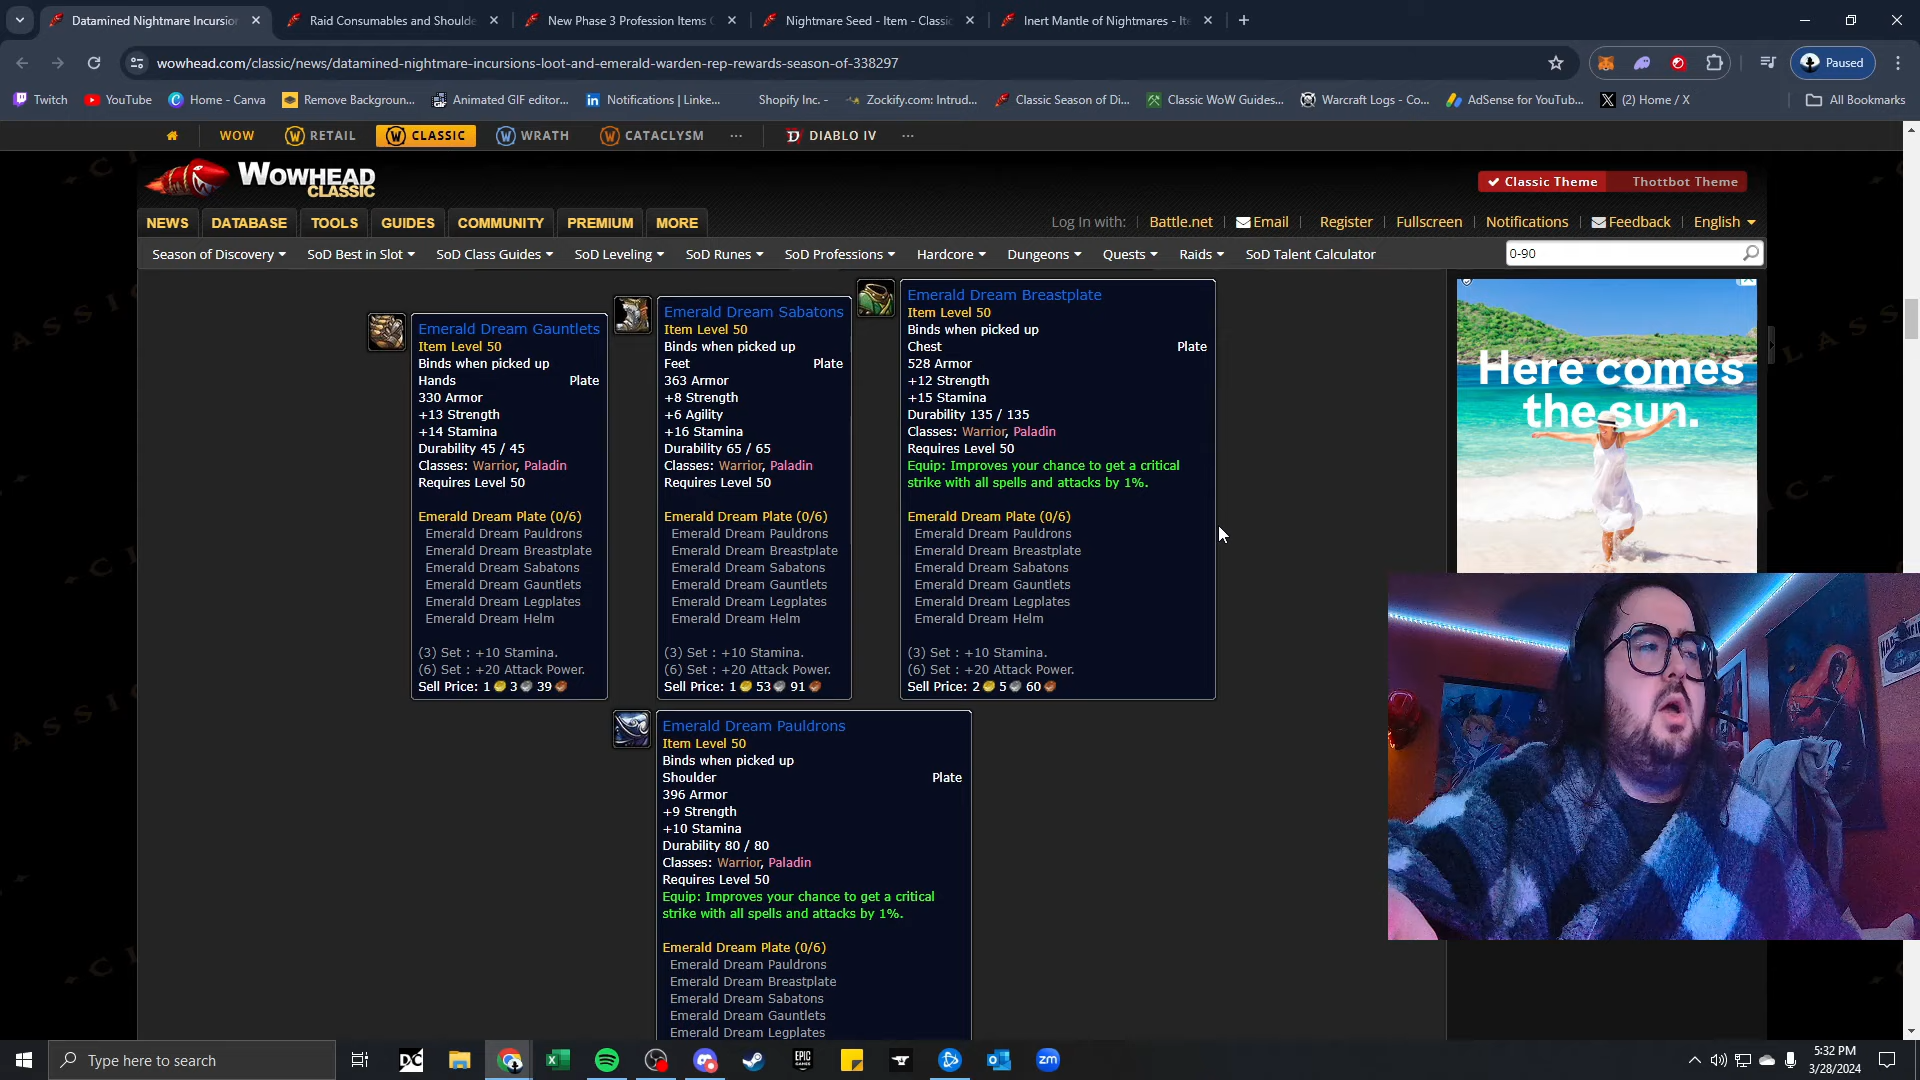 Datamined Nightmare Incursion
Raid Consumables and Shoulde
New Phase 3 Profession Items
Nightmare Seed - Item - Classic
Inert Mantle of Nightmares - Ite
wowhead.com/classic/news/datamined-nightmare-incursions-loot-and-emerald-warden-rep-rewards-season-of-338297
Paused
Twitch
YouTube
Home - Canva
Remove Backgroun...
Animated GIF editor...
Notifications | Linke...
Shopify Inc. -
Zockify.com: Intrud...
Classic Season of Di...
Classic WoW Guides...
Warcraft Logs - Co...
AdSense for YouTub...
(2) Home / X
All Bookmarks
WOW
RETAIL
CLASSIC
WRATH
CATACLYSM
...
DIABLO IV
...
WOWHEAD
CLASSIC
Classic Theme
Thottbot Theme
NEWS
DATABASE
TOOLS
GUIDES
COMMUNITY
PREMIUM
MORE
Log In with:
Battle.net
Email
Register
Fullscreen
Notifications
Feedback
English
Season of Discovery
SoD Best in Slot
SoD Class Guides
SoD Leveling
SoD Runes
SoD Professions
Hardcore
Dungeons
Quests
Raids
SoD Talent Calculator
0-90
Emerald Dream Gauntlets
Item Level 50
Binds when picked up
Hands Plate
330 Armor
+13 Strength
+14 Stamina
Durability 45 / 45
Classes: Warrior, Paladin
Requires Level 50
Emerald Dream Plate (0/6)
Emerald Dream Pauldrons
Emerald Dream Breastplate
Emerald Dream Sabatons
Emerald Dream Gauntlets
Emerald Dream Legplates
Emerald Dream Helm
(3) Set : +10 Stamina.
(6) Set : +20 Attack Power.
Sell Price: 1 3 39
Emerald Dream Sabatons
Item Level 50
Binds when picked up
Feet Plate
363 Armor
+8 Strength
+6 Agility
+16 Stamina
Durability 65 / 65
Classes: Warrior, Paladin
Requires Level 50
Emerald Dream Plate (0/6)
Emerald Dream Pauldrons
Emerald Dream Breastplate
Emerald Dream Sabatons
Emerald Dream Gauntlets
Emerald Dream Legplates
Emerald Dream Helm
(3) Set : +10 Stamina.
(6) Set : +20 Attack Power.
Sell Price: 1 53 91
Emerald Dream Breastplate
Item Level 50
Binds when picked up
Chest Plate
528 Armor
+12 Strength
+15 Stamina
Durability 135 / 135
Classes: Warrior, Paladin
Requires Level 50
Equip: Improves your chance to get a critical
strike with all spells and attacks by 1%.
Emerald Dream Plate (0/6)
Emerald Dream Pauldrons
Emerald Dream Breastplate
Emerald Dream Sabatons
Emerald Dream Gauntlets
Emerald Dream Legplates
Emerald Dream Helm
(3) Set : +10 Stamina.
(6) Set : +20 Attack Power.
Sell Price: 2 5 60
Emerald Dream Pauldrons
Item Level 50
Binds when picked up
Shoulder Plate
396 Armor
+9 Strength
+10 Stamina
Durability 80 / 80
Classes: Warrior, Paladin
Requires Level 50
Equip: Improves your chance to get a critical
strike with all spells and attacks by 1%.
Emerald Dream Plate (0/6)
Emerald Dream Pauldrons
Emerald Dream Breastplate
Emerald Dream Sabatons
Emerald Dream Gauntlets
Emerald Dream Legplates
Here comes
the sun.
Type here to search
DC
EPIC
GAMES
zm
5:32 PM
3/28/2024